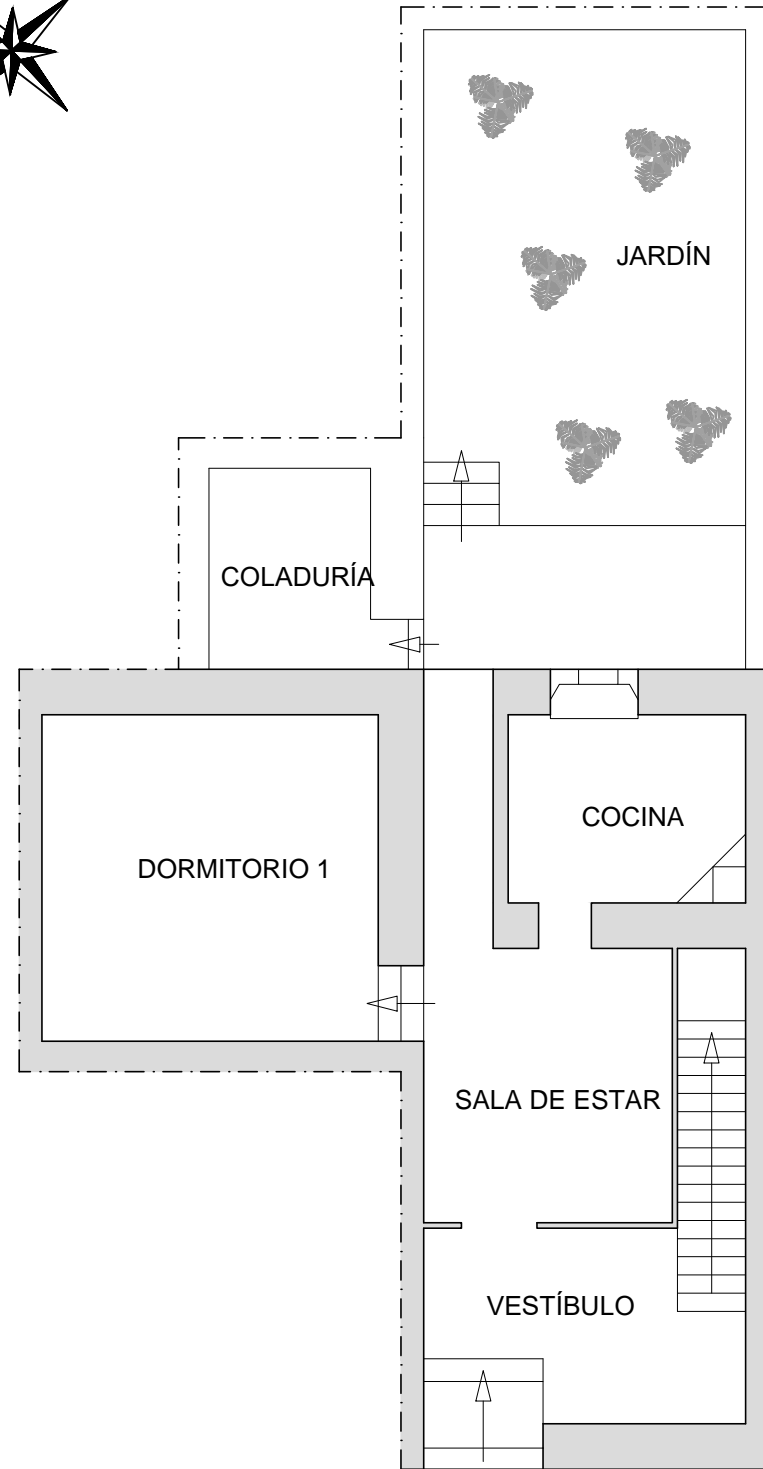 JARDÍN
COLADURÍA
COCINA
DORMITORIO 1
SALA DE ESTAR
VESTÍBULO